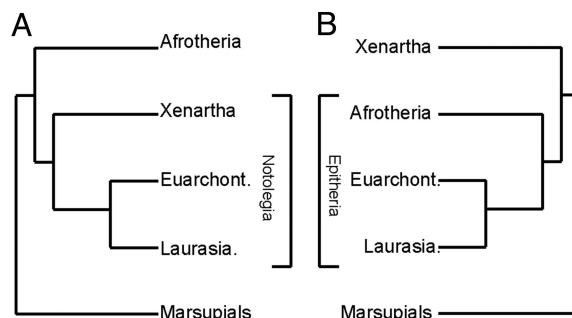 A
Afrotheria
Xenartha
Euarchont.
Laurasia.
Marsupials
Notolegia
B
Xenartha
Afrotheria
Euarchont.
Laurasia.
Marsupials
Epitheria